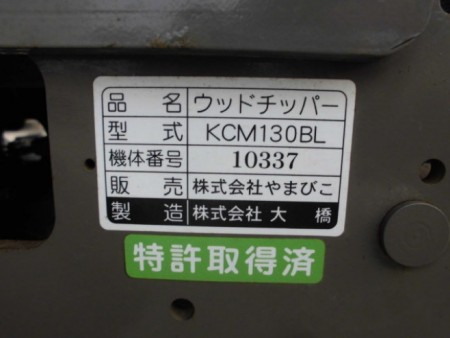 品名 ウッドチッパー
型式 KCM130BL
機体番号 10337
販売 株式会社やまびこ
製造 株式会社 大橋
特許取得済